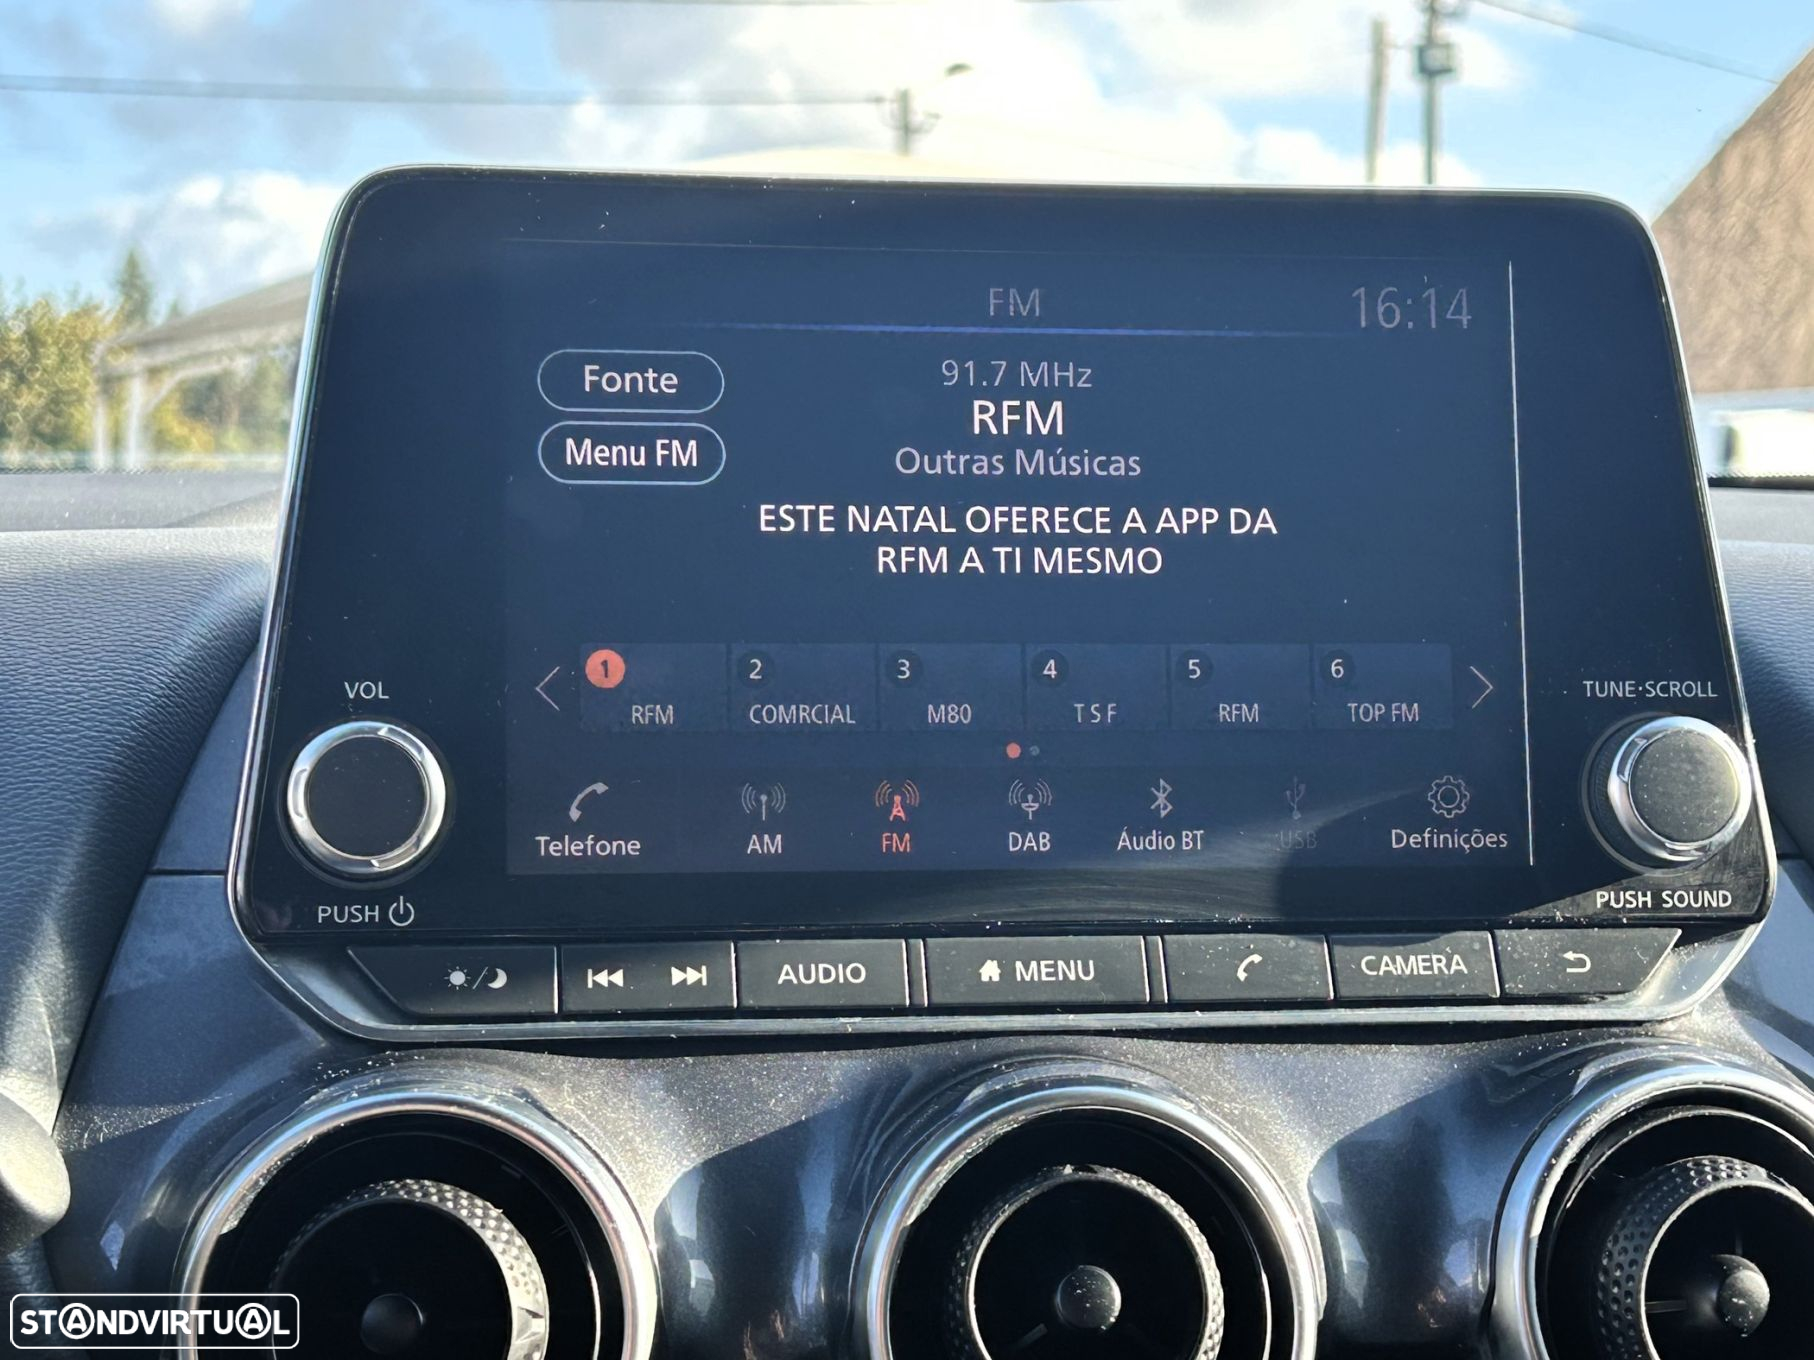 FM
16:14
Fonte
91.7 MHz
RFM
Menu FM
Outras Músicas
ESTE NATAL OFERECE A APP DA
RFM A TI MESMO
1 RFM
2 COMRCIAL
3 M80
4 T S F
5 RFM
6 TOP FM
VOL
TUNE·SCROLL
Telefone
AM
FM
DAB
Áudio BT
USB
Definições
PUSH
PUSH SOUND
AUDIO
MENU
CAMERA
STANDVIRTUAL